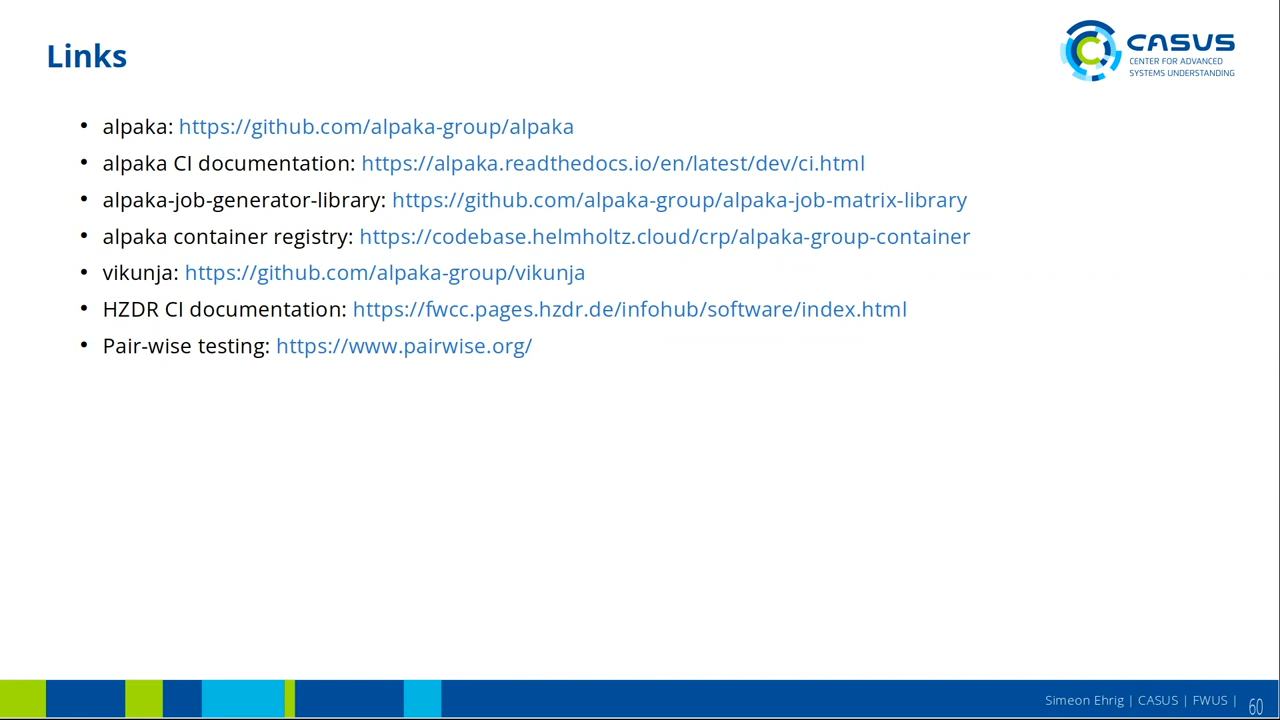 Links
CASUS
CENTER FOR ADVANCED
SYSTEMS UNDERSTANDING
• alpaka: https://github.com/alpaka-group/alpaka
• alpaka CI documentation: https://alpaka.readthedocs.io/en/latest/dev/ci.html
• alpaka-job-generator-library: https://github.com/alpaka-group/alpaka-job-matrix-library
• alpaka container registry: https://codebase.helmholtz.cloud/crp/alpaka-group-container
• vikunja: https://github.com/alpaka-group/vikunja
• HZDR CI documentation: https://fwcc.pages.hzdr.de/infohub/software/index.html
• Pair-wise testing: https://www.pairwise.org/
Simeon Ehrig | CASUS | FWUS | 60